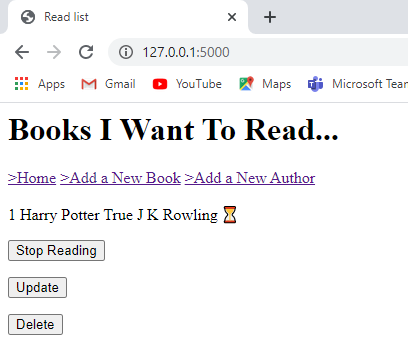 Read list
127.0.0.1:5000
Apps Gmail YouTube Maps Microsoft Tean
Books I Want To Read...
>Home >Add a New Book >Add a New Author
1 Harry Potter True J K Rowling ⌛
Stop Reading
Update
Delete